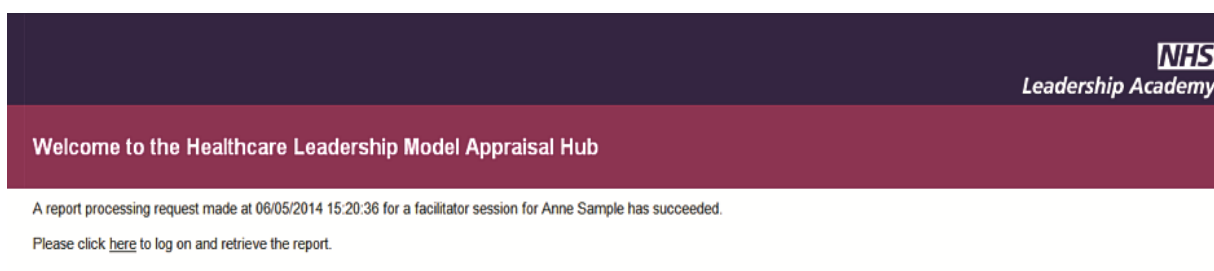 NHS
Leadership Academy
Welcome to the Healthcare Leadership Model Appraisal Hub
A report processing request made at 06/05/2014 15:20:36 for a facilitator session for Anne Sample has succeeded.
Please click here to log on and retrieve the report.